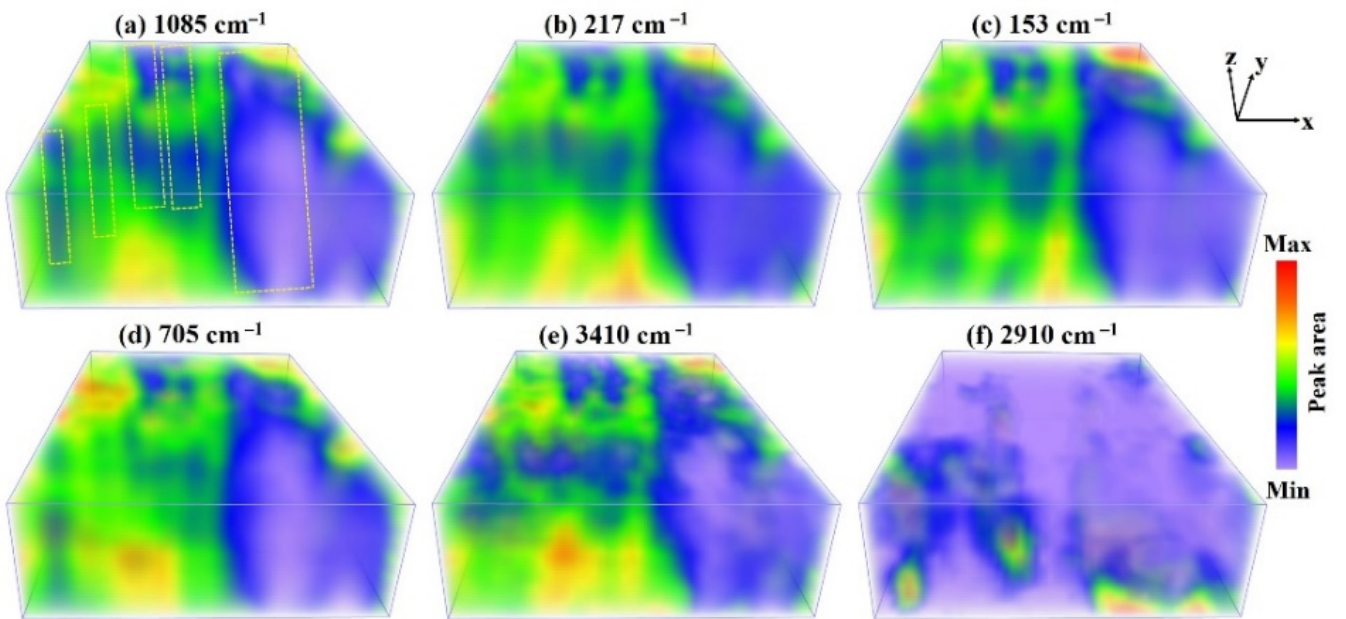 (a) 1085 cm⁻¹
(b) 217 cm⁻¹
(c) 153 cm⁻¹
z
y
x
(d) 705 cm⁻¹
(e) 3410 cm⁻¹
(f) 2910 cm⁻¹
Max
Peak area
Min